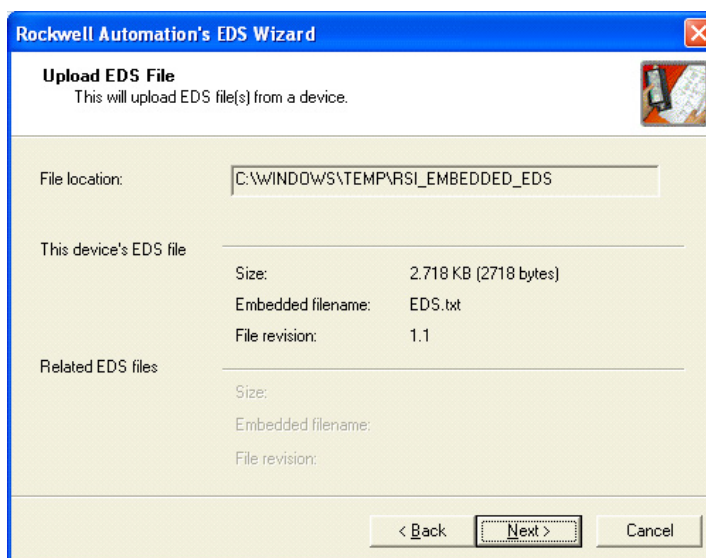 Rockwell Automation's EDS Wizard
Upload EDS File
This will upload EDS file(s) from a device.
File location: C:\WINDOWS\TEMP\RSI_EMBEDDED_EDS
This device's EDS file
Size: 2.718 KB (2718 bytes)
Embedded filename: EDS.txt
File revision: 1.1
Related EDS files
Size:
Embedded filename:
File revision:
< Back Next > Cancel